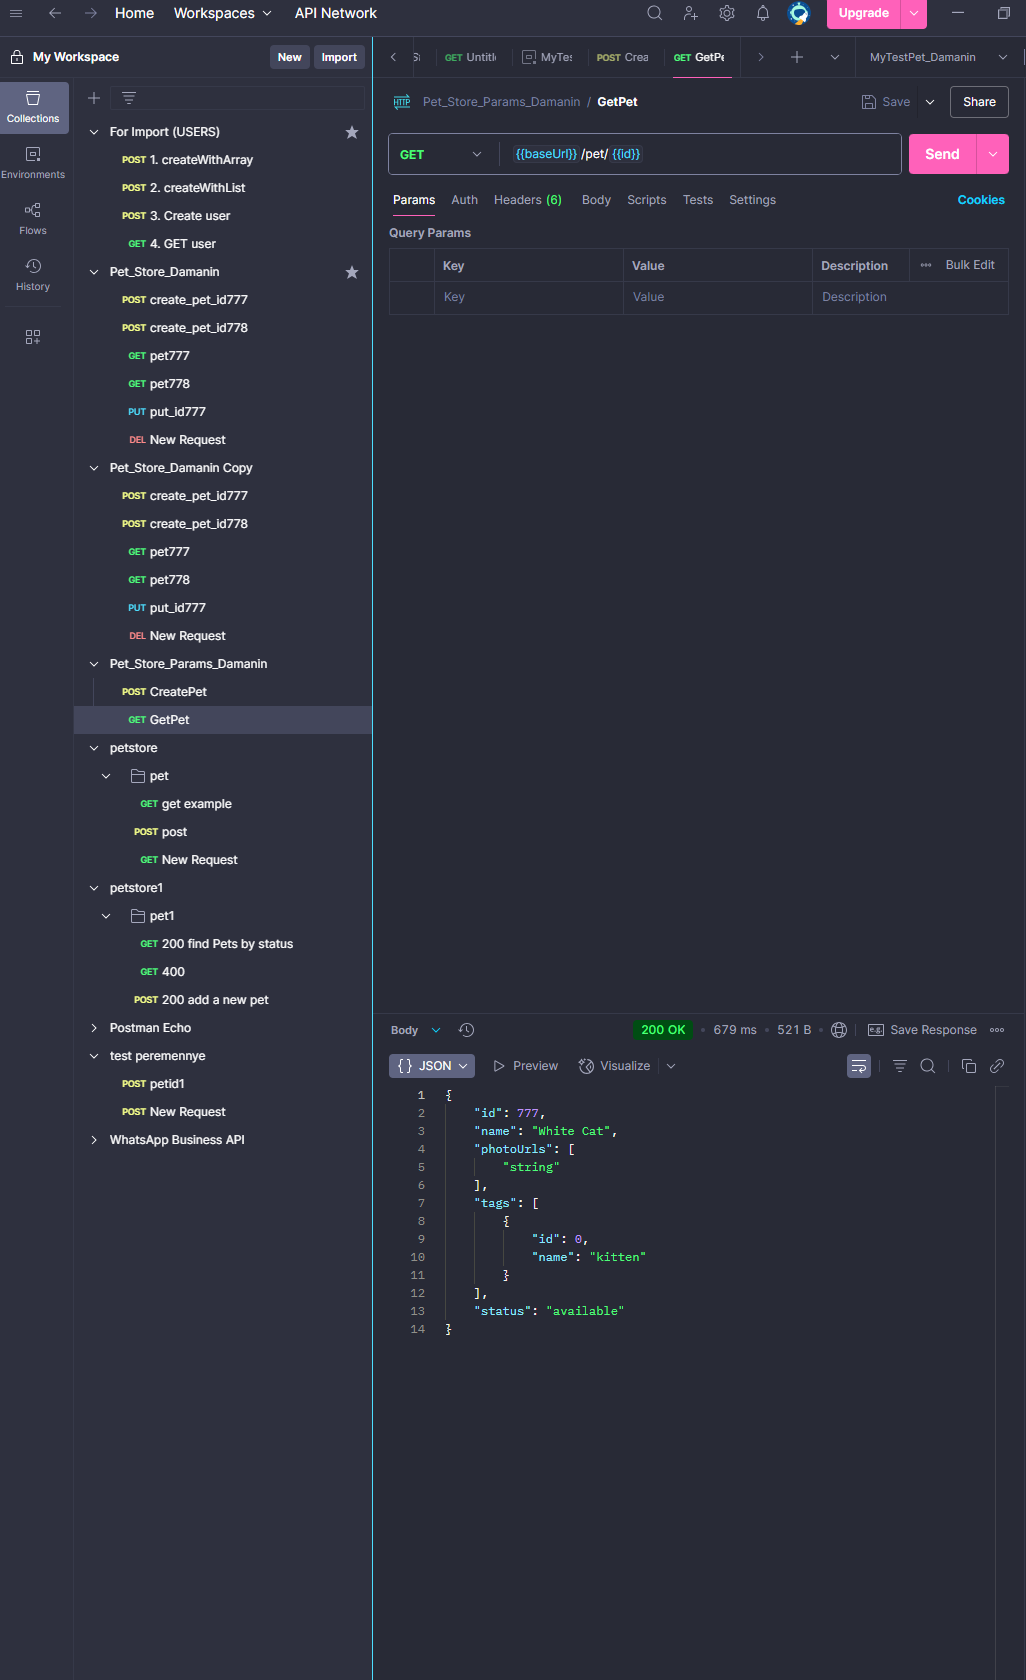 Home Workspaces API Network Upgrade
My Workspace New Import
GET Untitl MyTes POST Crea GET GetPe MyTestPet_Damanin
Collections
Environments
Flows
History
For Import (USERS)
POST 1. createWithArray
POST 2. createWithList
POST 3. Create user
GET 4. GET user
Pet_Store_Damanin
POST create_pet_id777
POST create_pet_id778
GET pet777
GET pet778
PUT put_id777
DEL New Request
Pet_Store_Damanin Copy
POST create_pet_id777
POST create_pet_id778
GET pet777
GET pet778
PUT put_id777
DEL New Request
Pet_Store_Params_Damanin
POST CreatePet
GET GetPet
petstore
pet
GET get example
POST post
GET New Request
petstore1
pet1
GET 200 find Pets by status
GET 400
POST 200 add a new pet
Postman Echo
test peremennye
POST petid1
POST New Request
WhatsApp Business API
HTTP Pet_Store_Params_Damanin / GetPet Save Share
GET {{baseUrl}} /pet/ {{id}} Send
Params Auth Headers (6) Body Scripts Tests Settings Cookies
Query Params
Key Value Description Bulk Edit
Key Value Description
Body 200 OK • 679 ms • 521 B • e.g. Save Response
{} JSON Preview Visualize
1 {
2 "id": 777,
3 "name": "White Cat",
4 "photoUrls": [
5 "string"
6 ],
7 "tags": [
8 {
9 "id": 0,
10 "name": "kitten"
11 }
12 ],
13 "status": "available"
14 }